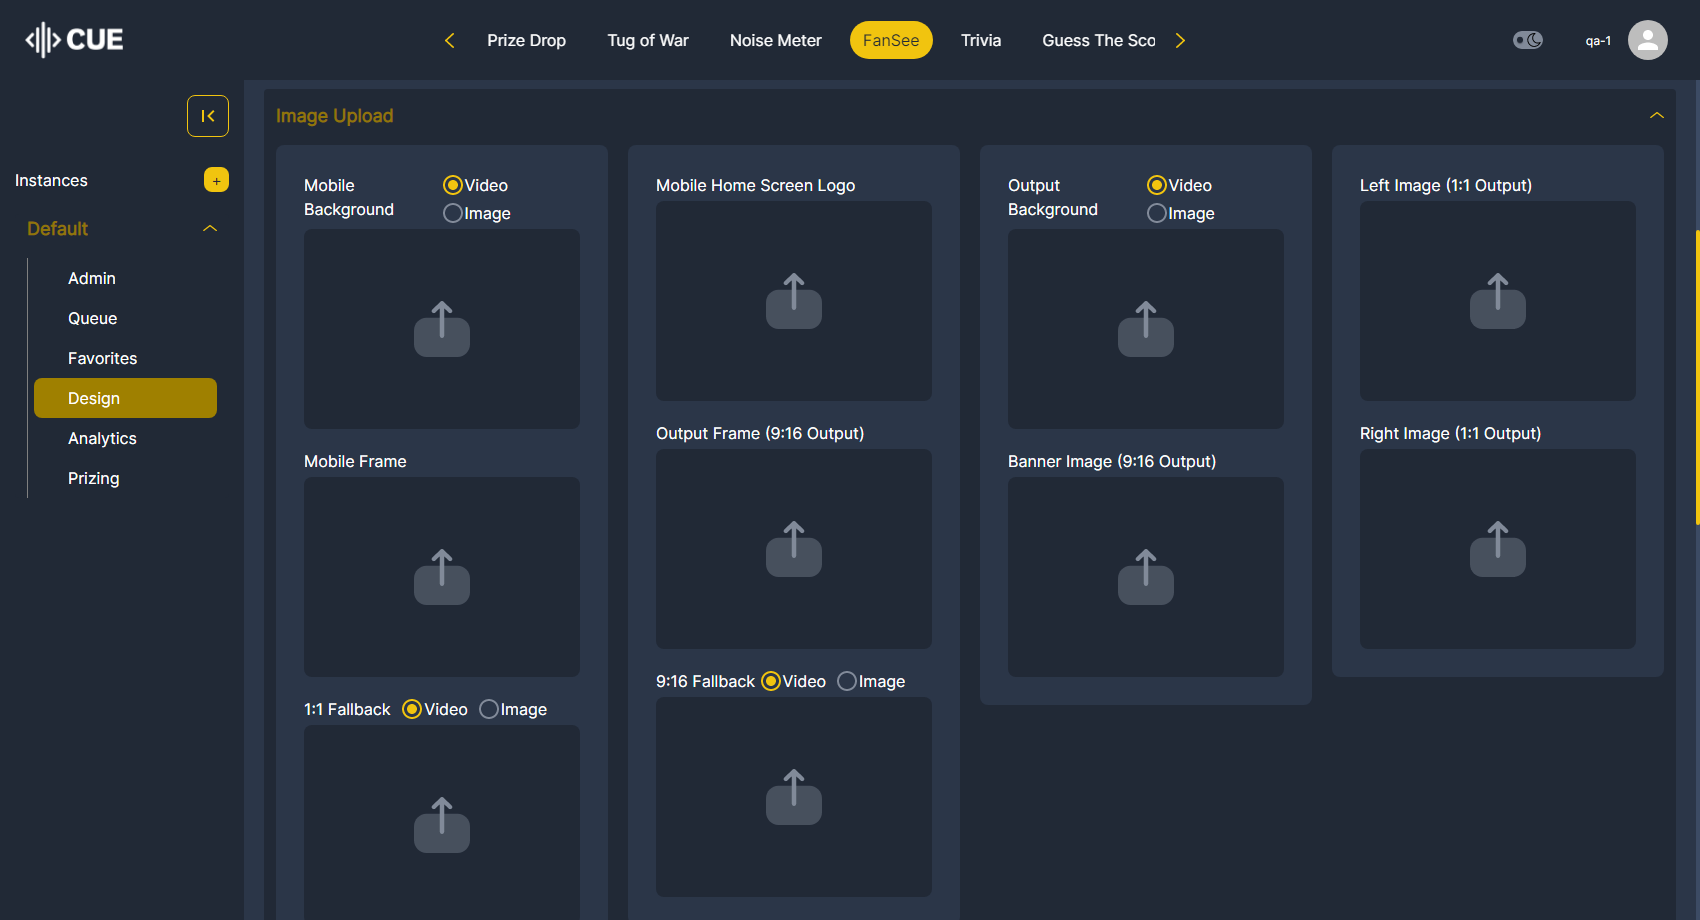 CUE
Prize Drop
Tug of War
Noise Meter
FanSee
Trivia
Guess The Sco
qa-1
Instances
+
Default
Admin
Queue
Favorites
Design
Analytics
Prizing
Image Upload
Mobile
Background
Video
Image
Mobile Frame
1:1 Fallback
Video
Image
Mobile Home Screen Logo
Output Frame (9:16 Output)
9:16 Fallback
Video
Image
Output
Background
Video
Image
Banner Image (9:16 Output)
Left Image (1:1 Output)
Right Image (1:1 Output)